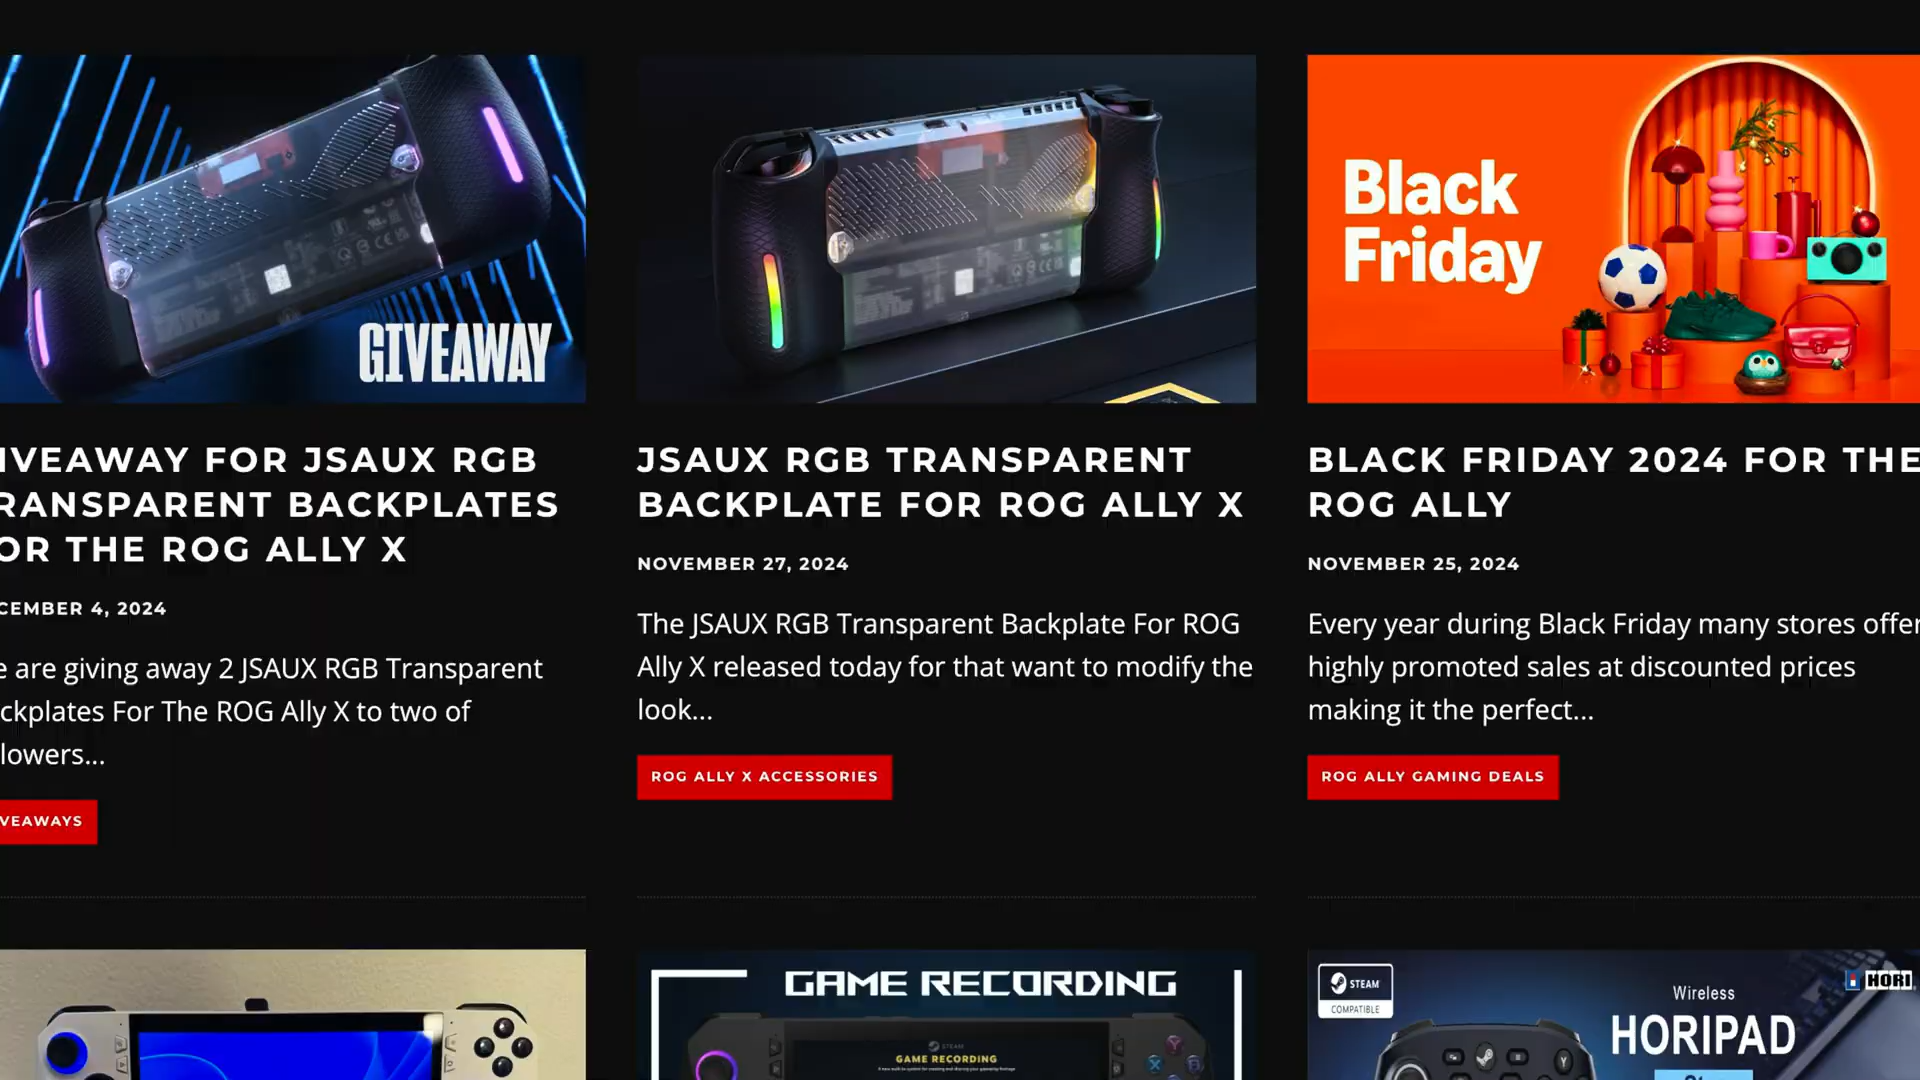 GIVEAWAY
IVEAWAY FOR JSAUX RGB
RANSPARENT BACKPLATES
OR THE ROG ALLY X
CEMBER 4, 2024
e are giving away 2 JSAUX RGB Transparent
ckplates For The ROG Ally X to two of
lowers...
VEAWAYS
JSAUX RGB TRANSPARENT
BACKPLATE FOR ROG ALLY X
NOVEMBER 27, 2024
The JSAUX RGB Transparent Backplate For ROG
Ally X released today for that want to modify the
look...
ROG ALLY X ACCESSORIES
Black
Friday
BLACK FRIDAY 2024 FOR THE
ROG ALLY
NOVEMBER 25, 2024
Every year during Black Friday many stores offer
highly promoted sales at discounted prices
making it the perfect...
ROG ALLY GAMING DEALS
GAME RECORDING
STEAM
GAME RECORDING
STEAM
COMPATIBLE
HORI
Wireless
HORIPAD